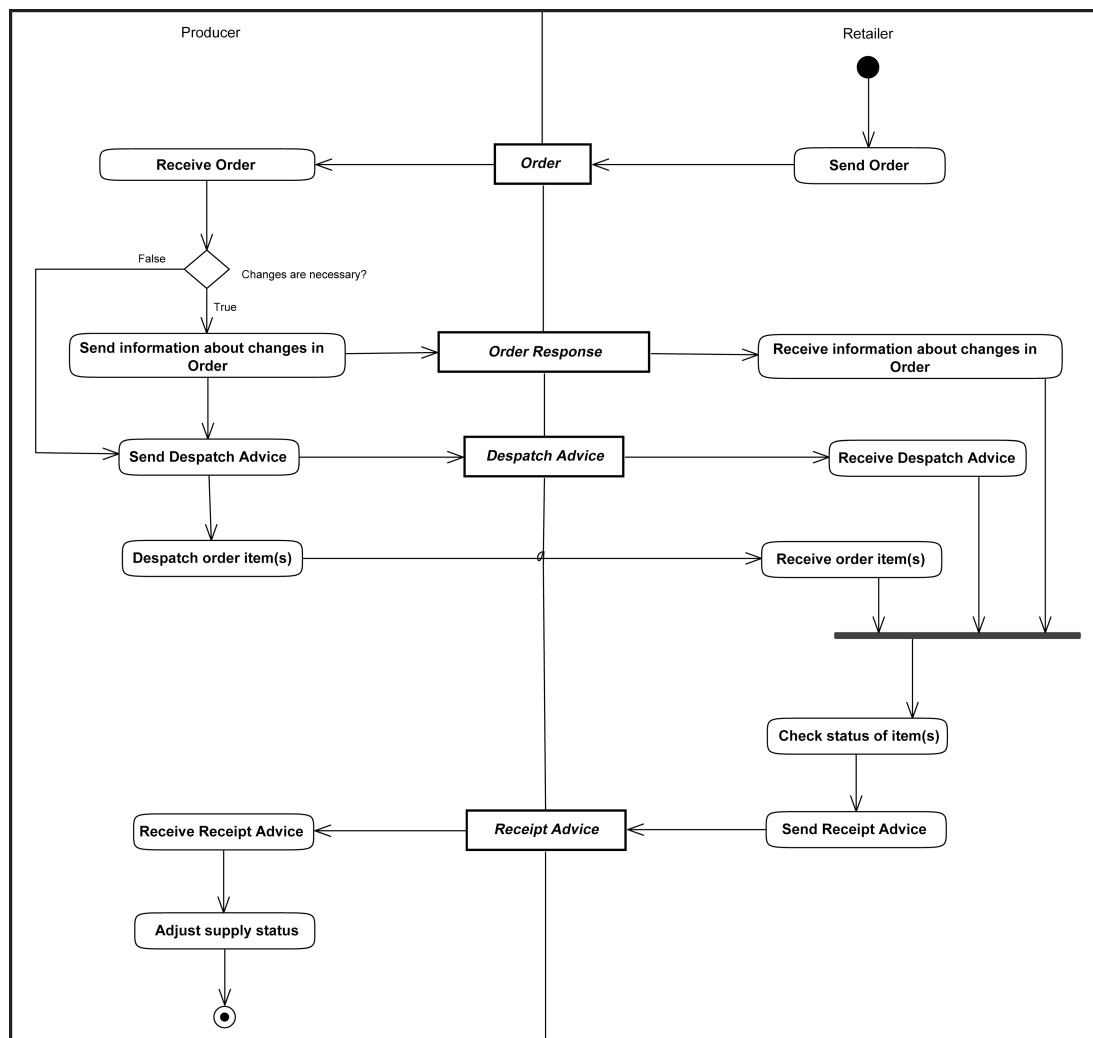 Producer
Retailer
Receive Order
Order
Send Order
False
Changes are necessary?
True
Send information about changes in
Order
Order Response
Receive information about changes in
Order
Send Despatch Advice
Despatch Advice
Receive Despatch Advice
Despatch order item(s)
Receive order item(s)
Check status of item(s)
Receive Receipt Advice
Receipt Advice
Send Receipt Advice
Adjust supply status